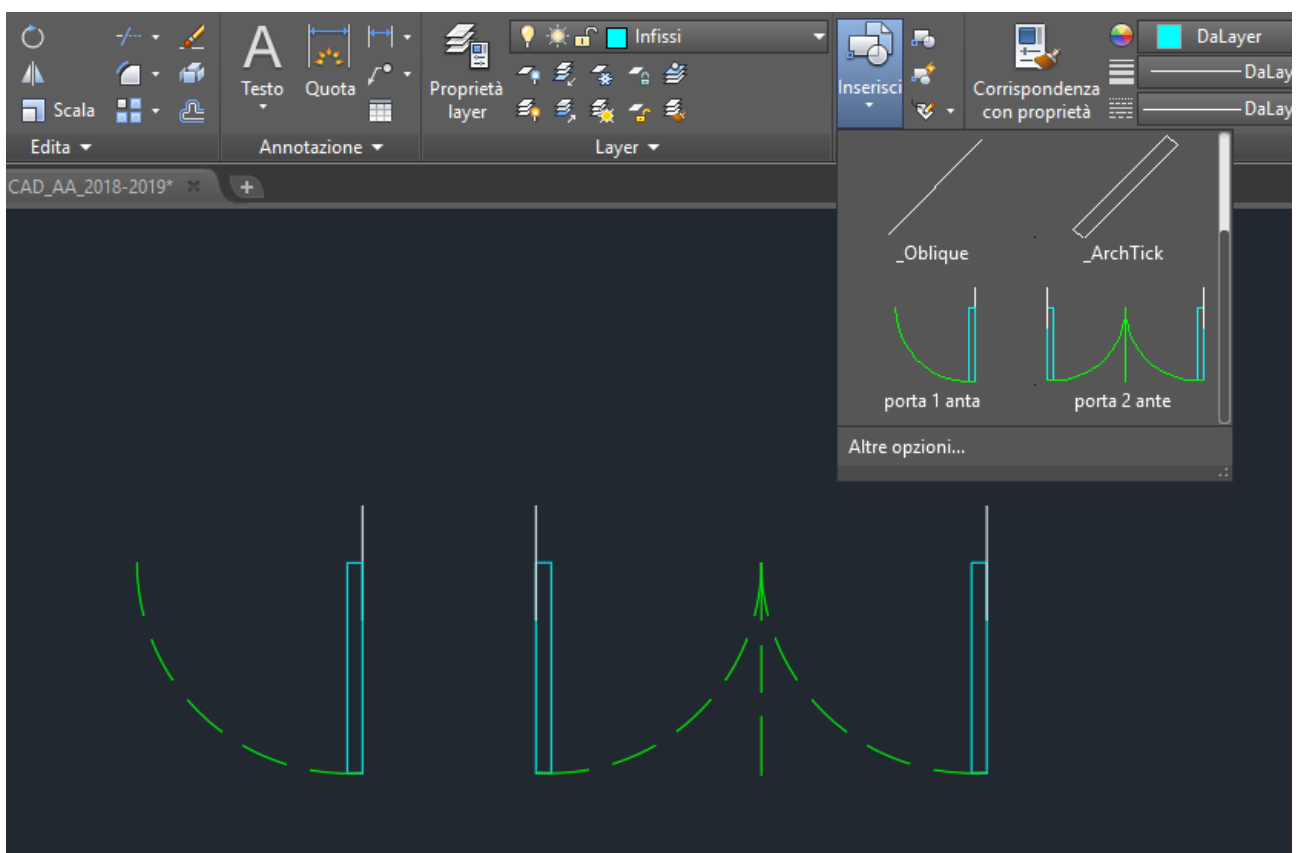 Infissi
DaLayer
A
Testo
Quota
Proprietà
layer
Inserisci
Corrispondenza
con proprietà
DaLay
DaLay
Scala
Edita
Annotazione
Layer
CAD_AA_2018-2019*
_Oblique
_ArchTick
porta 1 anta
porta 2 ante
Altre opzioni...